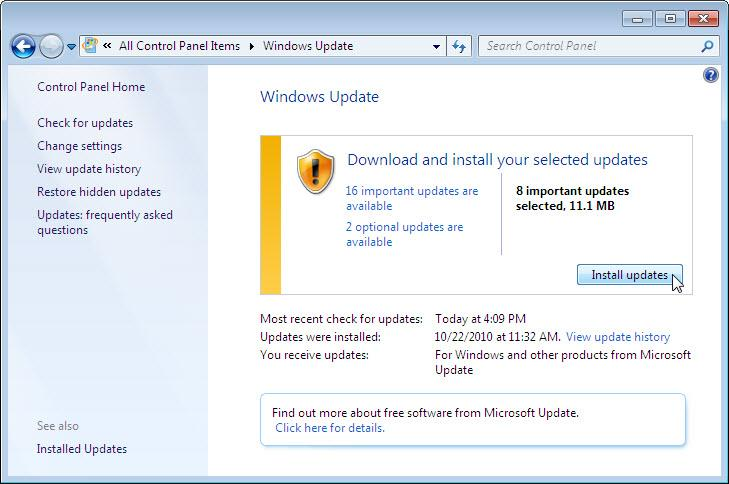 « All Control Panel Items ▸ Windows Update
Search Control Panel
Control Panel Home
Check for updates
Change settings
View update history
Restore hidden updates
Updates: frequently asked
questions
See also
Installed Updates
Windows Update
Download and install your selected updates
16 important updates are
available
2 optional updates are
available
8 important updates
selected, 11.1 MB
Install updates
Most recent check for updates: Today at 4:09 PM
Updates were installed: 10/22/2010 at 11:32 AM. View update history
You receive updates: For Windows and other products from Microsoft
Update
Find out more about free software from Microsoft Update.
Click here for details.